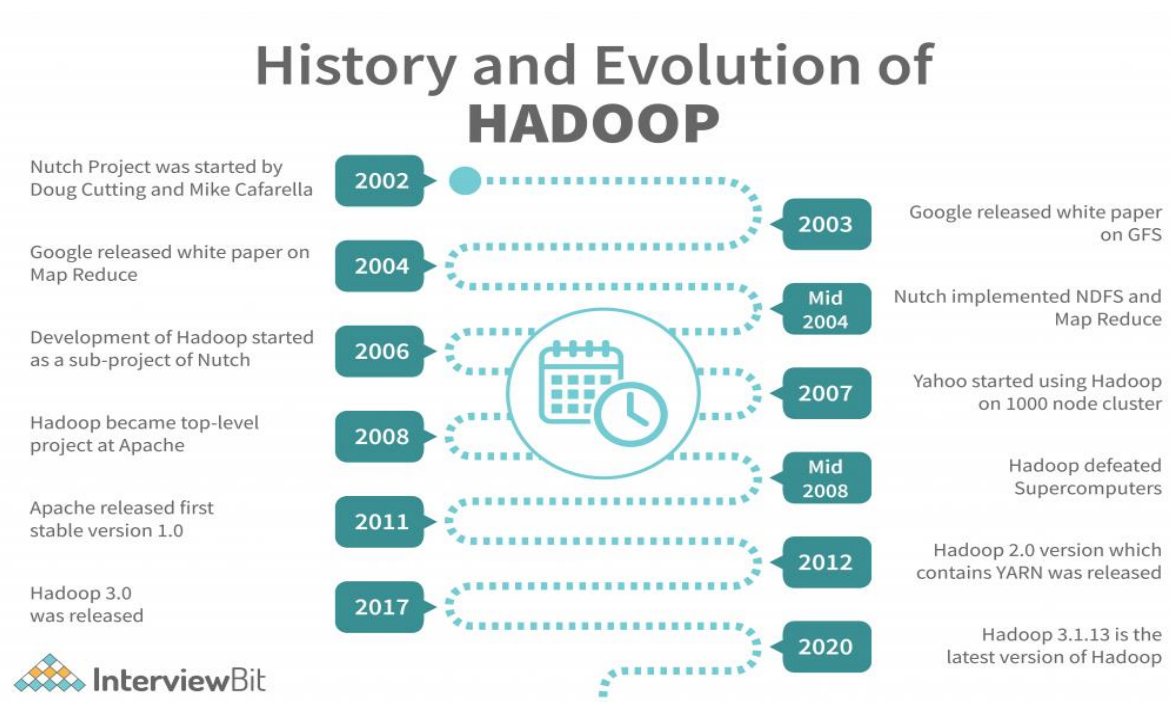 History and Evolution of
HADOOP
Nutch Project was started by
Doug Cutting and Mike Cafarella
2002
2003
Google released white paper
on GFS
Google released white paper on
Map Reduce
2004
Mid
2004
Nutch implemented NDFS and
Map Reduce
Development of Hadoop started
as a sub-project of Nutch
2006
2007
Yahoo started using Hadoop
on 1000 node cluster
Hadoop became top-level
project at Apache
2008
Mid
2008
Hadoop defeated
Supercomputers
Apache released first
stable version 1.0
2011
2012
Hadoop 2.0 version which
contains YARN was released
Hadoop 3.0
was released
2017
2020
Hadoop 3.1.13 is the
latest version of Hadoop
InterviewBit